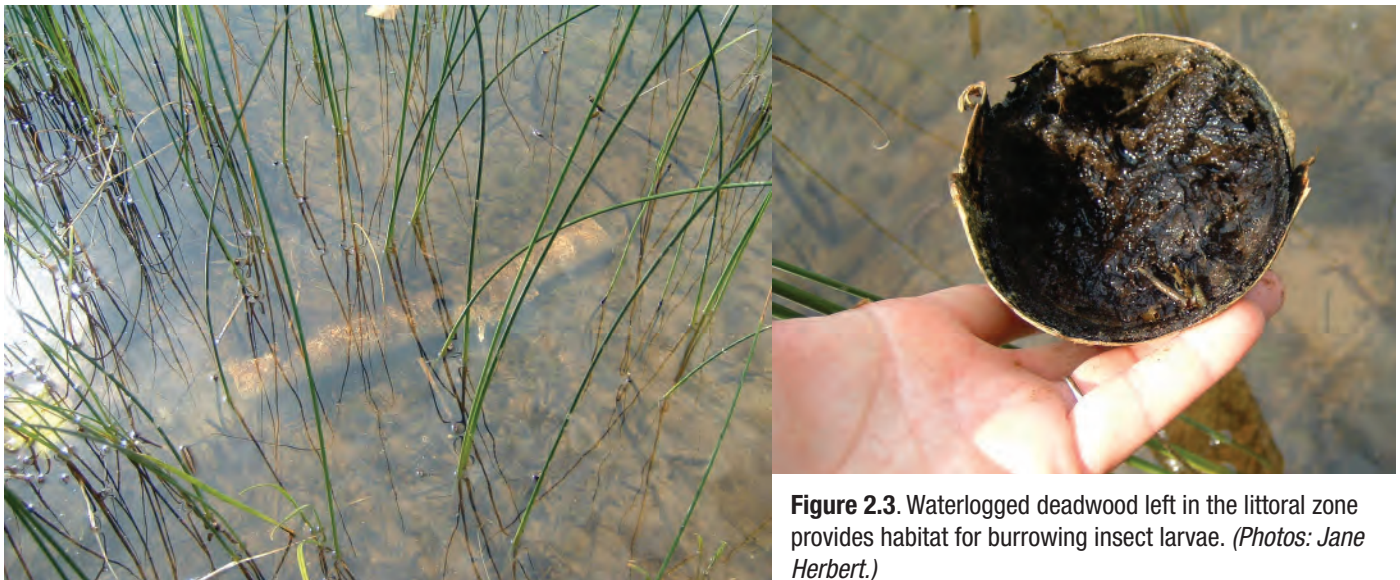 Figure 2.3. Waterlogged deadwood left in the littoral zone
provides habitat for burrowing insect larvae. (Photos: Jane
Herbert.)